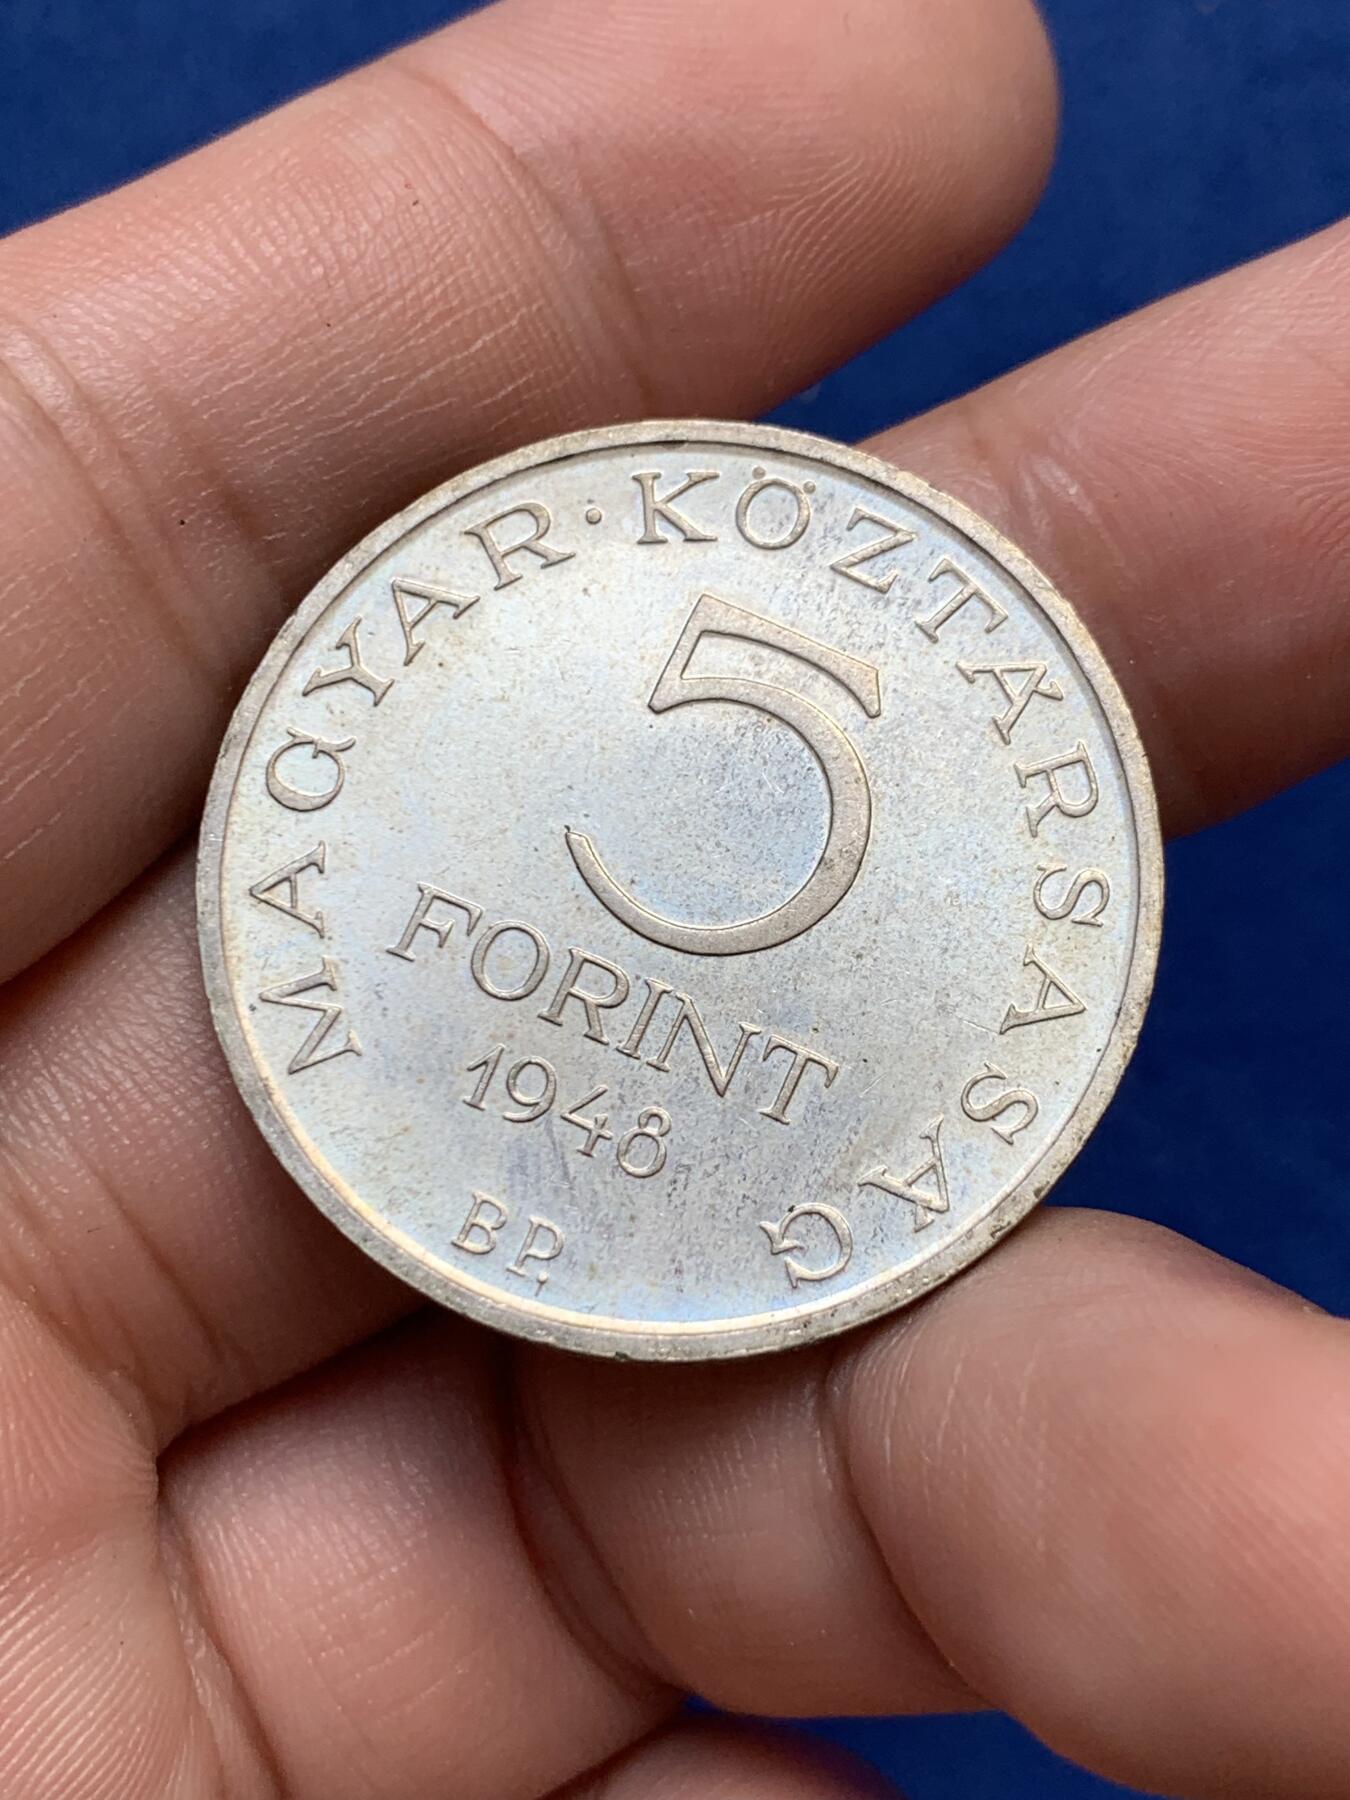 MAGYAR · KÖZTÁRSASÁG
5
FORINT
1948
BP.